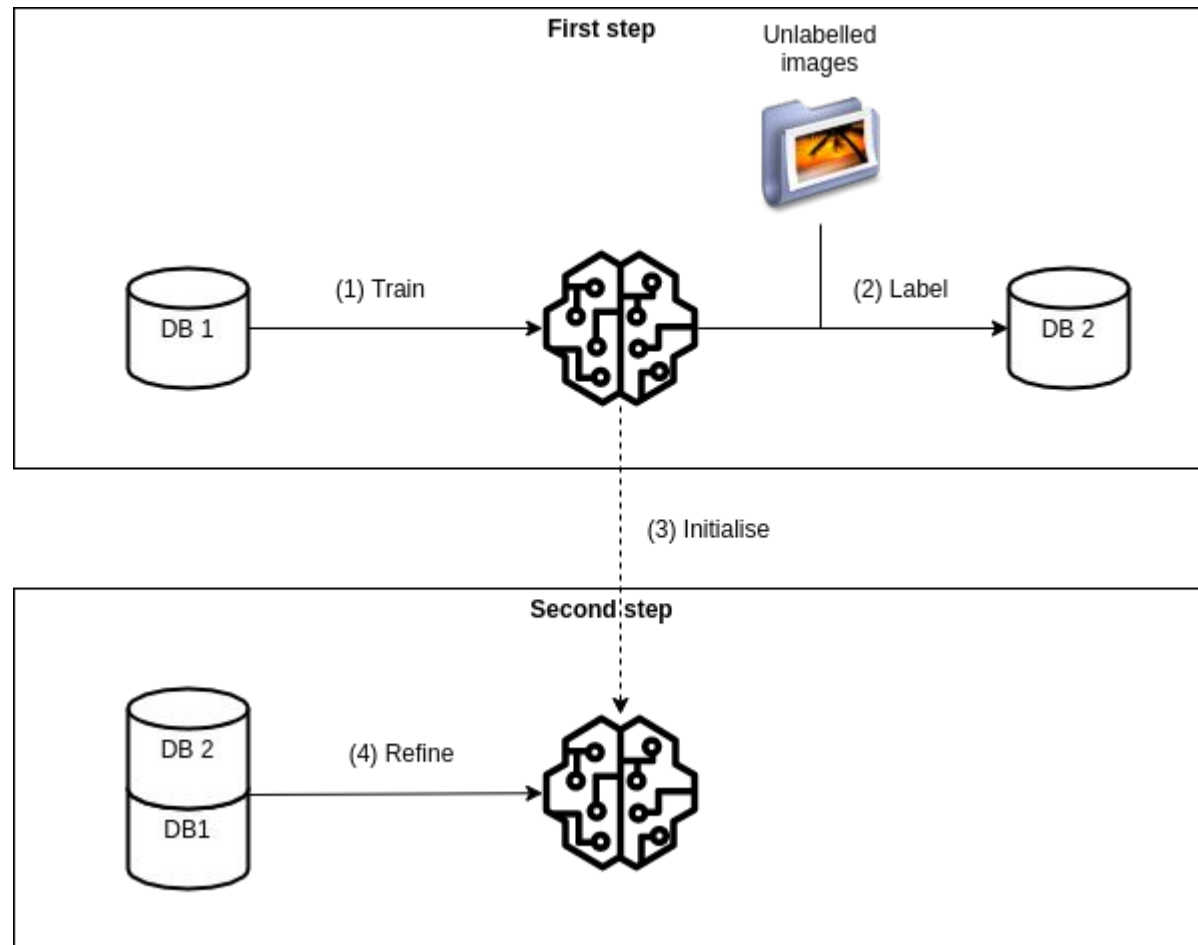 First step
Unlabelled
images
(1) Train
(2) Label
DB 1
DB 2
(3) Initialise
Second step
DB 2
(4) Refine
DB1